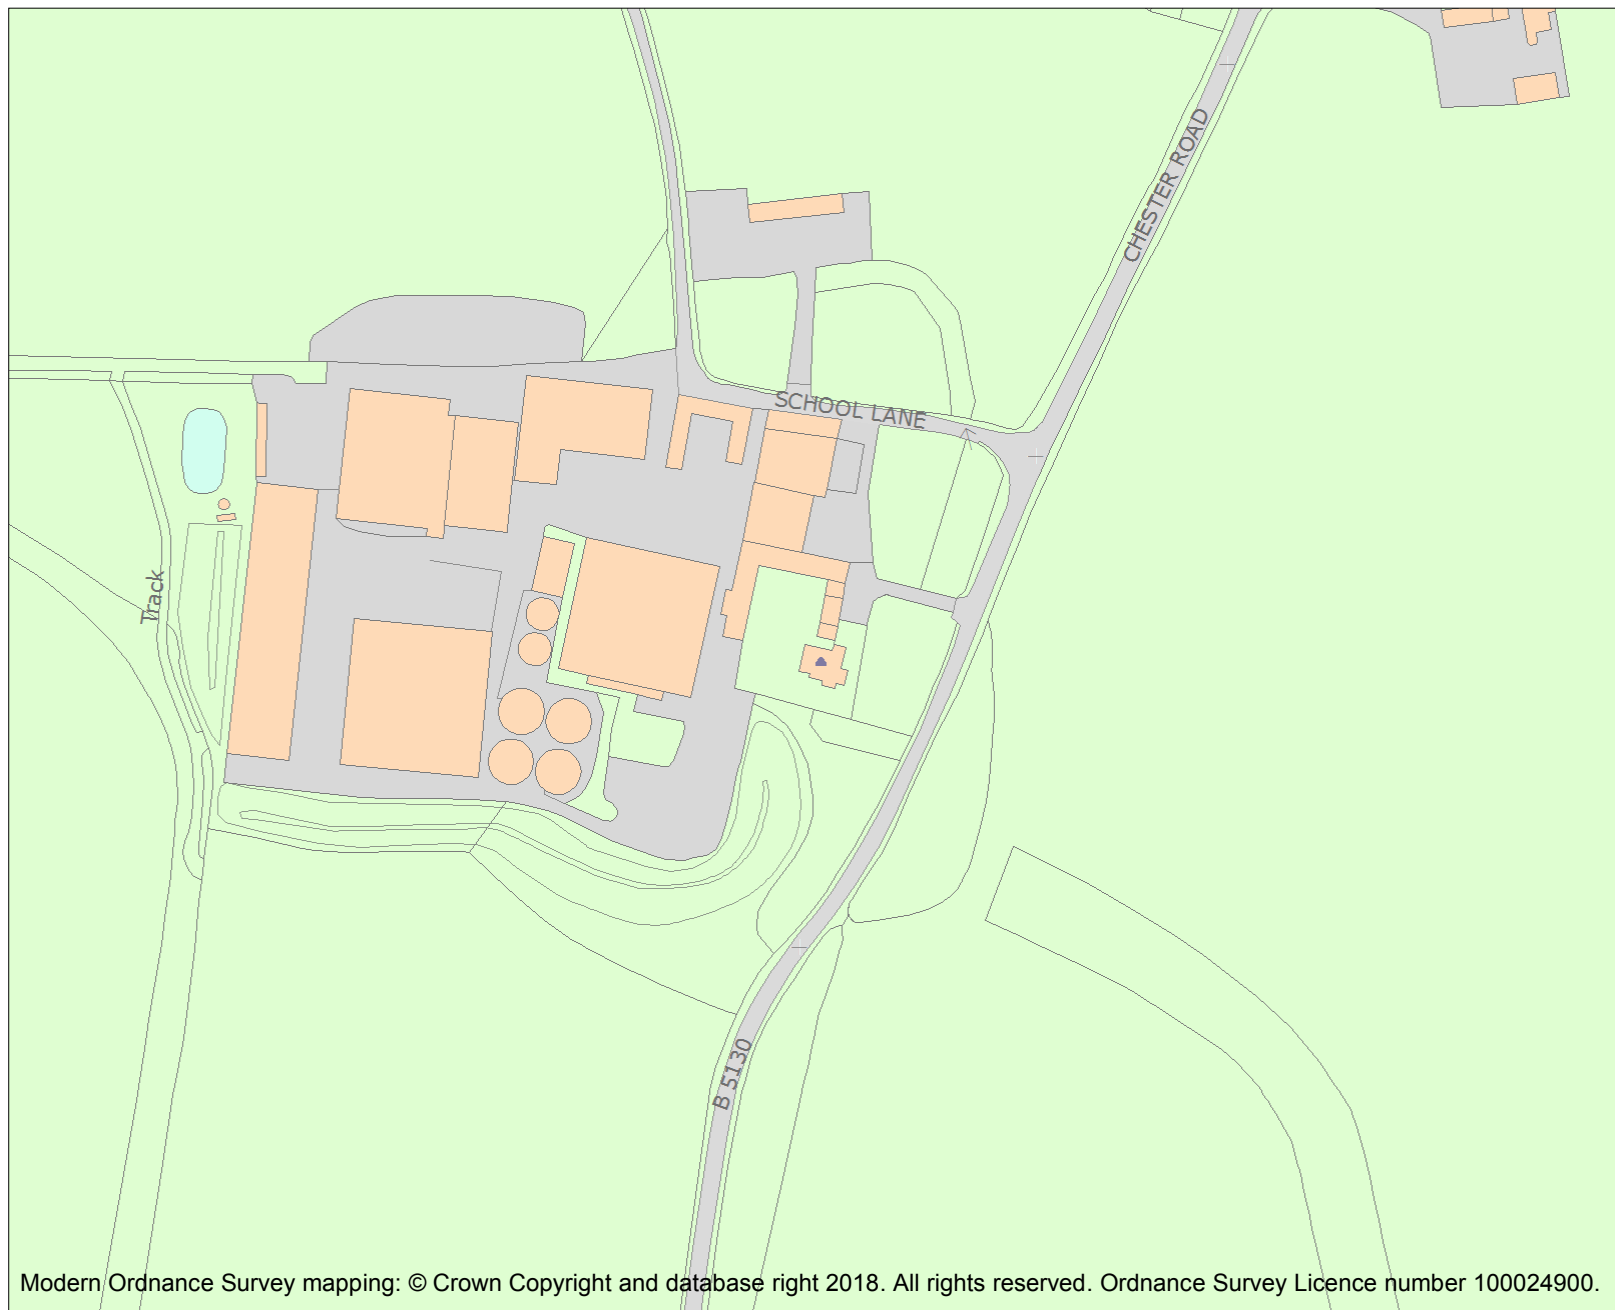 CHESTER ROAD
SCHOOL LANE
Track
B 5130
Modern Ordnance Survey mapping: © Crown Copyright and database right 2018. All rights reserved. Ordnance Survey Licence number 100024900.